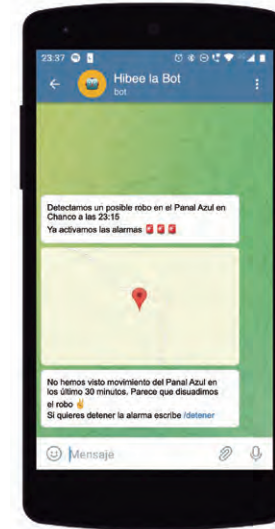 23:37
Hibee la Bot
bot
Detectamos un posible robo en el Panal Azul en
Chanco a las 23:15
Ya activamos las alarmas 🚨 🚨 🚨
No hemos visto movimiento del Panal Azul en
los último 30 minutos. Parece que disuadimos
el robo ✌
Si quieres detener la alarma escribe /detener
Mensaje